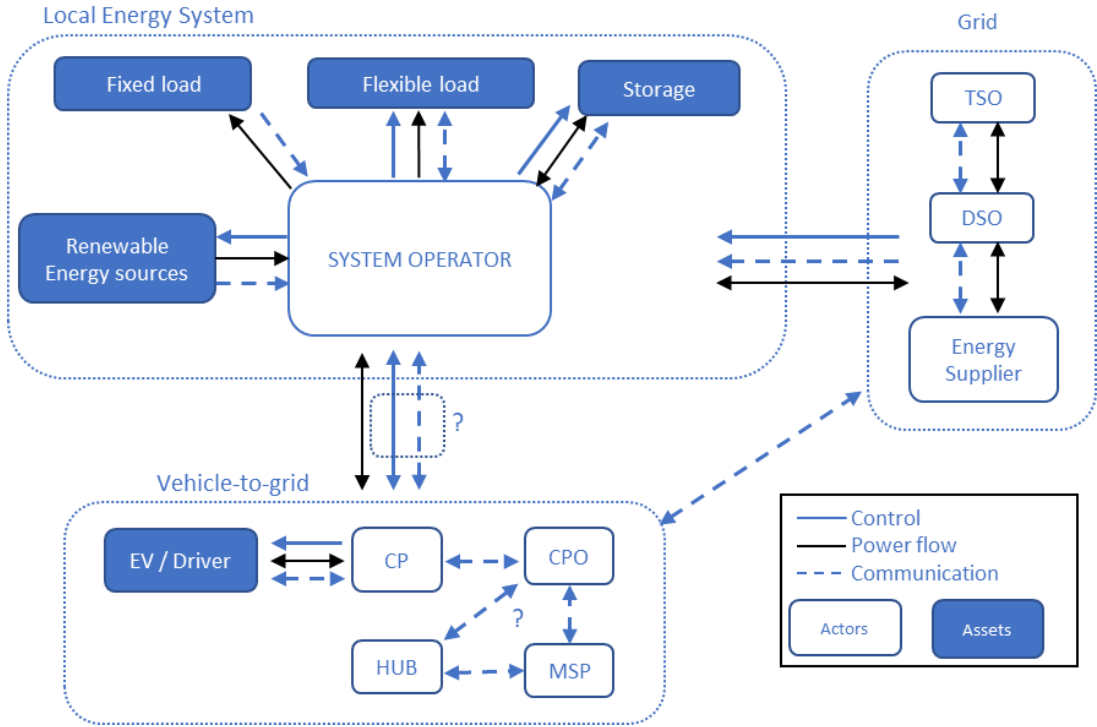 Local Energy System
Grid
Fixed load
Flexible load
Storage
TSO
DSO
Renewable
Energy sources
SYSTEM OPERATOR
Energy
Supplier
?
Vehicle-to-grid
EV / Driver
CP
CPO
?
HUB
MSP
Control
Power flow
Communication
Actors
Assets